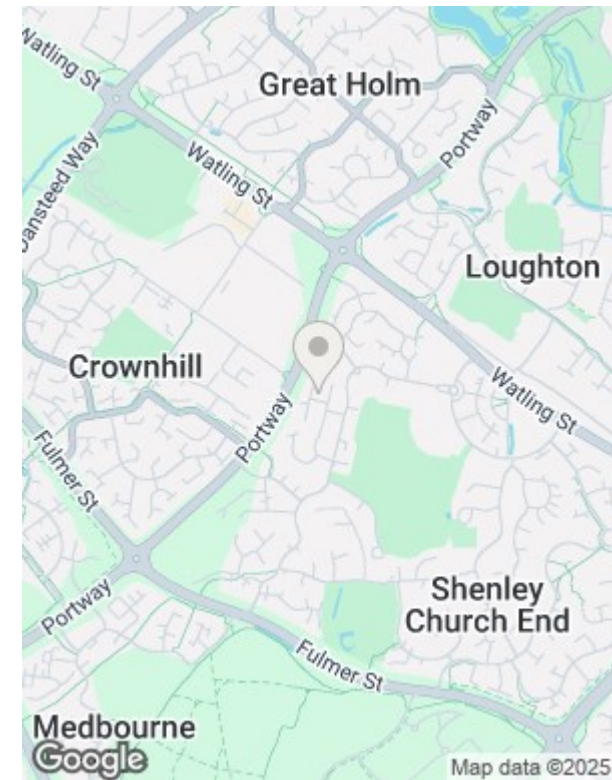 Watling St
Great Holm
Portway
Watling St
Loughton
Crownhill
Watling St
Portway
Fulmer St
Shenley
Church End
Portway
Fulmer St
Medbourne
Google
Map data ©2025